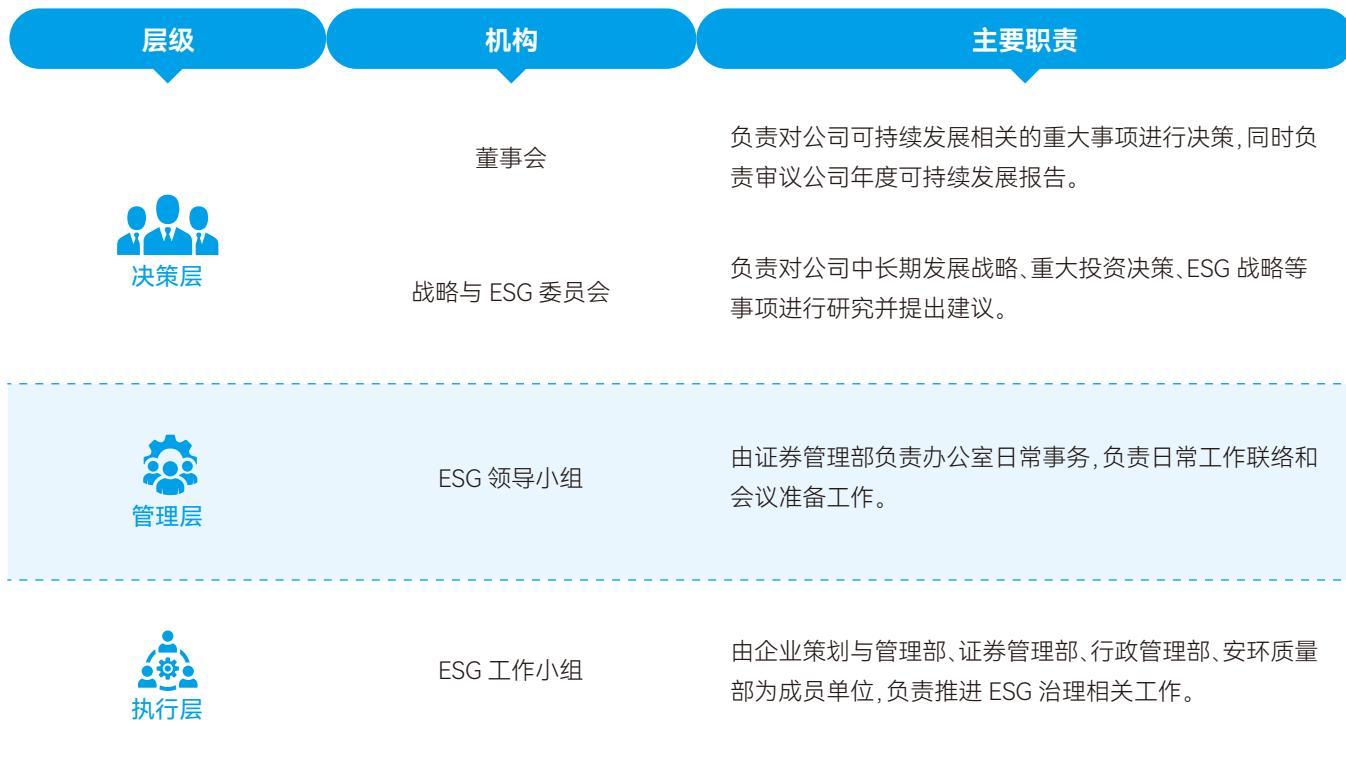 层级
机构
主要职责
决策层
董事会
负责对公司可持续发展相关的重大事项进行决策,同时负
责审议公司年度可持续发展报告。
战略与 ESG 委员会
负责对公司中长期发展战略、重大投资决策、ESG 战略等
事项进行研究并提出建议。
管理层
ESG 领导小组
由证券管理部负责办公室日常事务,负责日常工作联络和
会议准备工作。
执行层
ESG 工作小组
由企业策划与管理部、证券管理部、行政管理部、安环质量
部为成员单位,负责推进 ESG 治理相关工作。